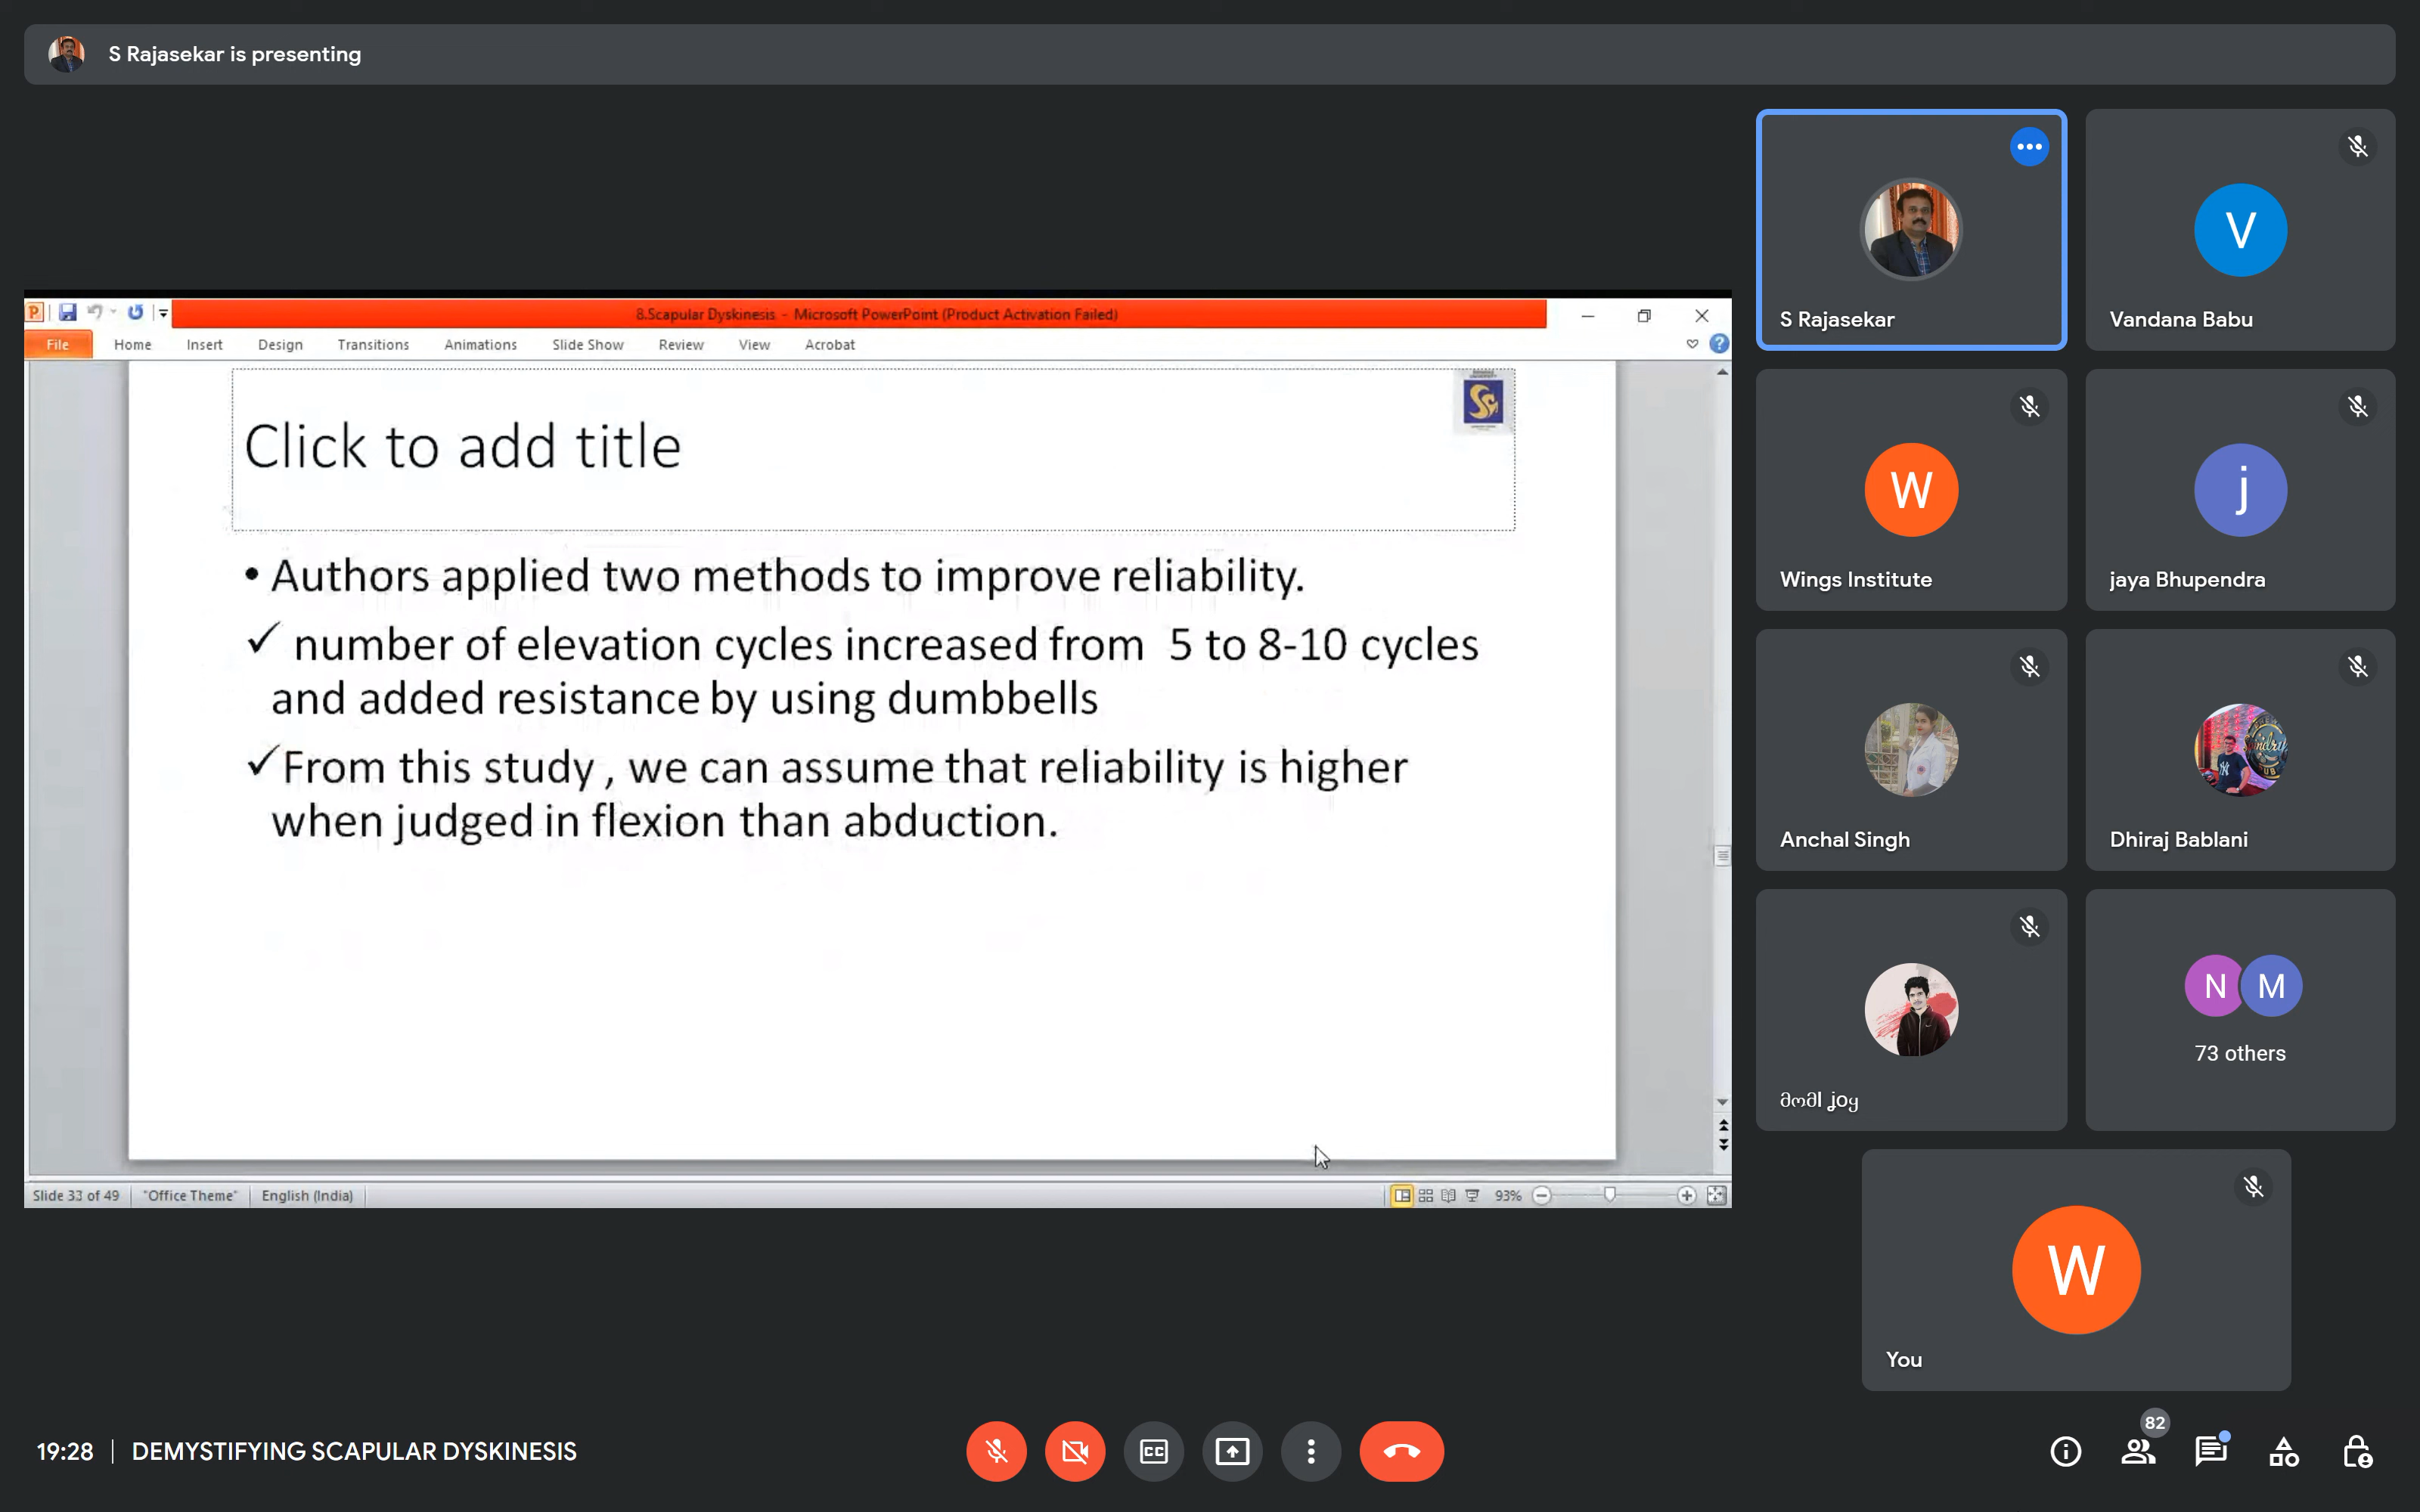 S Rajasekar is presenting
8.Scapular Dyskinesis - Microsoft PowerPoint (Product Activation Failed)
File Home Insert Design Transitions Animations Slide Show Review View Acrobat
Click to add title
• Authors applied two methods to improve reliability.
✓ number of elevation cycles increased from 5 to 8-10 cycles
and added resistance by using dumbbells
✓From this study , we can assume that reliability is higher
when judged in flexion than abduction.
Slide 33 of 49 "Office Theme" English (India) 93%
S Rajasekar
V
Vandana Babu
W
Wings Institute
j
jaya Bhupendra
Anchal Singh
Dhiraj Bablani
joy
N M
73 others
W
You
19:28 | DEMYSTIFYING SCAPULAR DYSKINESIS
CC
82